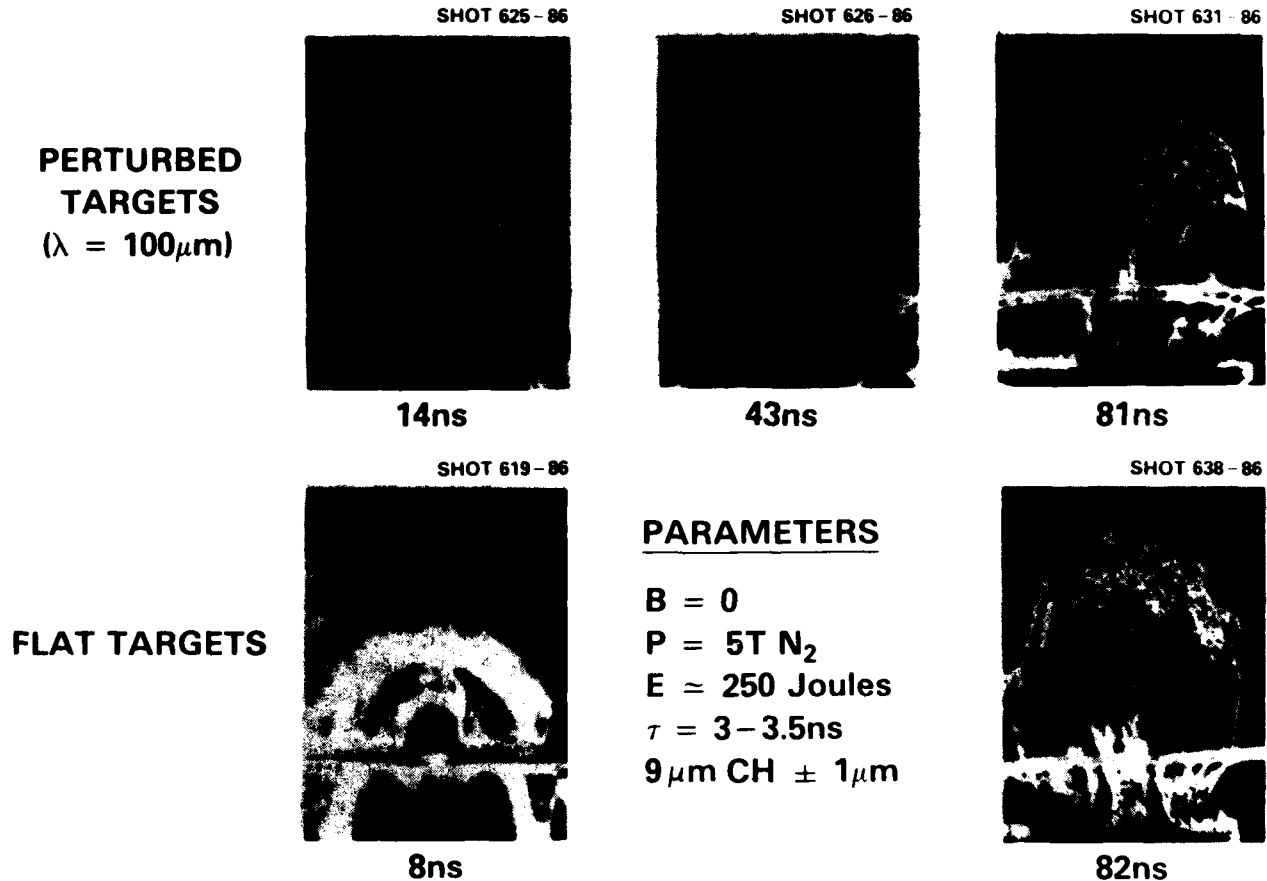 SHOT 625-86
SHOT 626-86
SHOT 631-86
PERTURBED
TARGETS
(λ = 100μm)
14ns
43ns
81ns
SHOT 619-86
SHOT 638-86
FLAT TARGETS
PARAMETERS
B = 0
P = 5T N₂
E ≃ 250 Joules
τ = 3-3.5ns
9μm CH ± 1μm
8ns
82ns